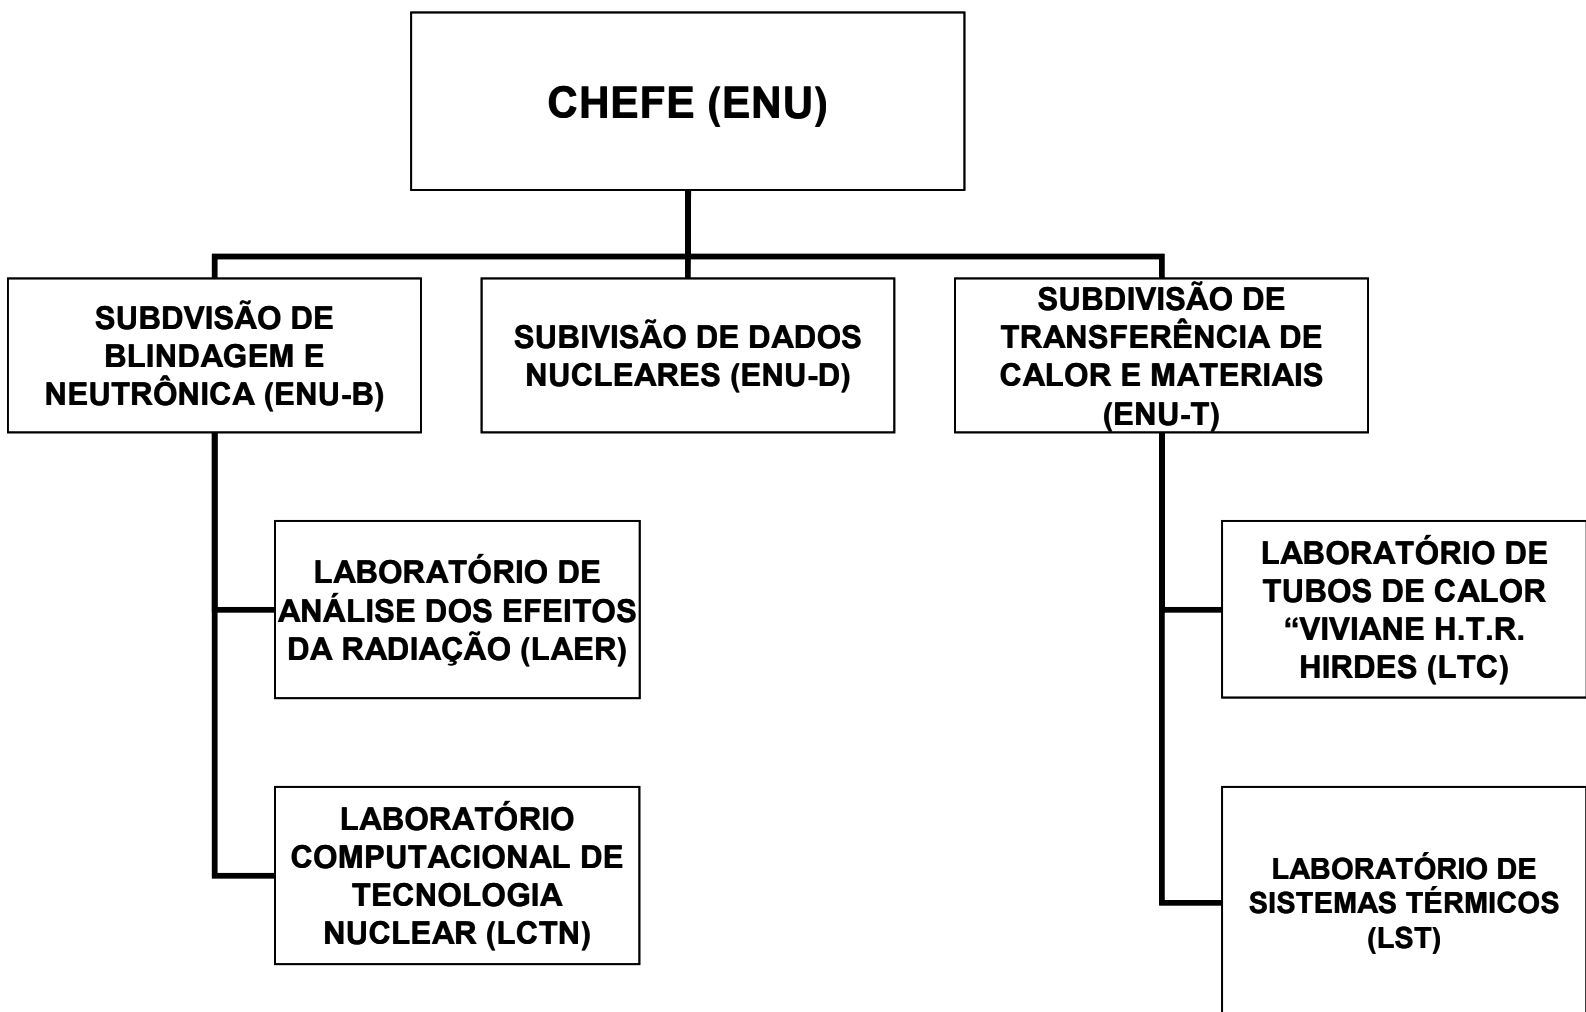 CHEFE (ENU)
SUBDVISÃO DE
BLINDAGEM E
NEUTRÔNICA (ENU-B)
SUBIVISÃO DE DADOS
NUCLEARES (ENU-D)
SUBDIVISÃO DE
TRANSFERÊNCIA DE
CALOR E MATERIAIS
(ENU-T)
LABORATÓRIO DE
ANÁLISE DOS EFEITOS
DA RADIAÇÃO (LAER)
LABORATÓRIO DE
TUBOS DE CALOR
“VIVIANE H.T.R.
HIRDES (LTC)
LABORATÓRIO
COMPUTACIONAL DE
TECNOLOGIA
NUCLEAR (LCTN)
LABORATÓRIO DE
SISTEMAS TÉRMICOS
(LST)